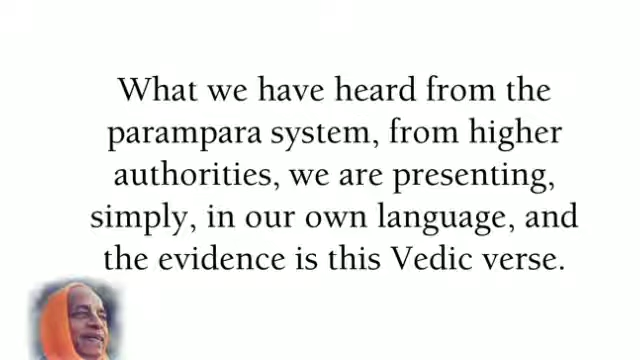 What we have heard from the
parampara system, from higher
authorities, we are presenting,
simply, in our own language, and
the evidence is this Vedic verse.